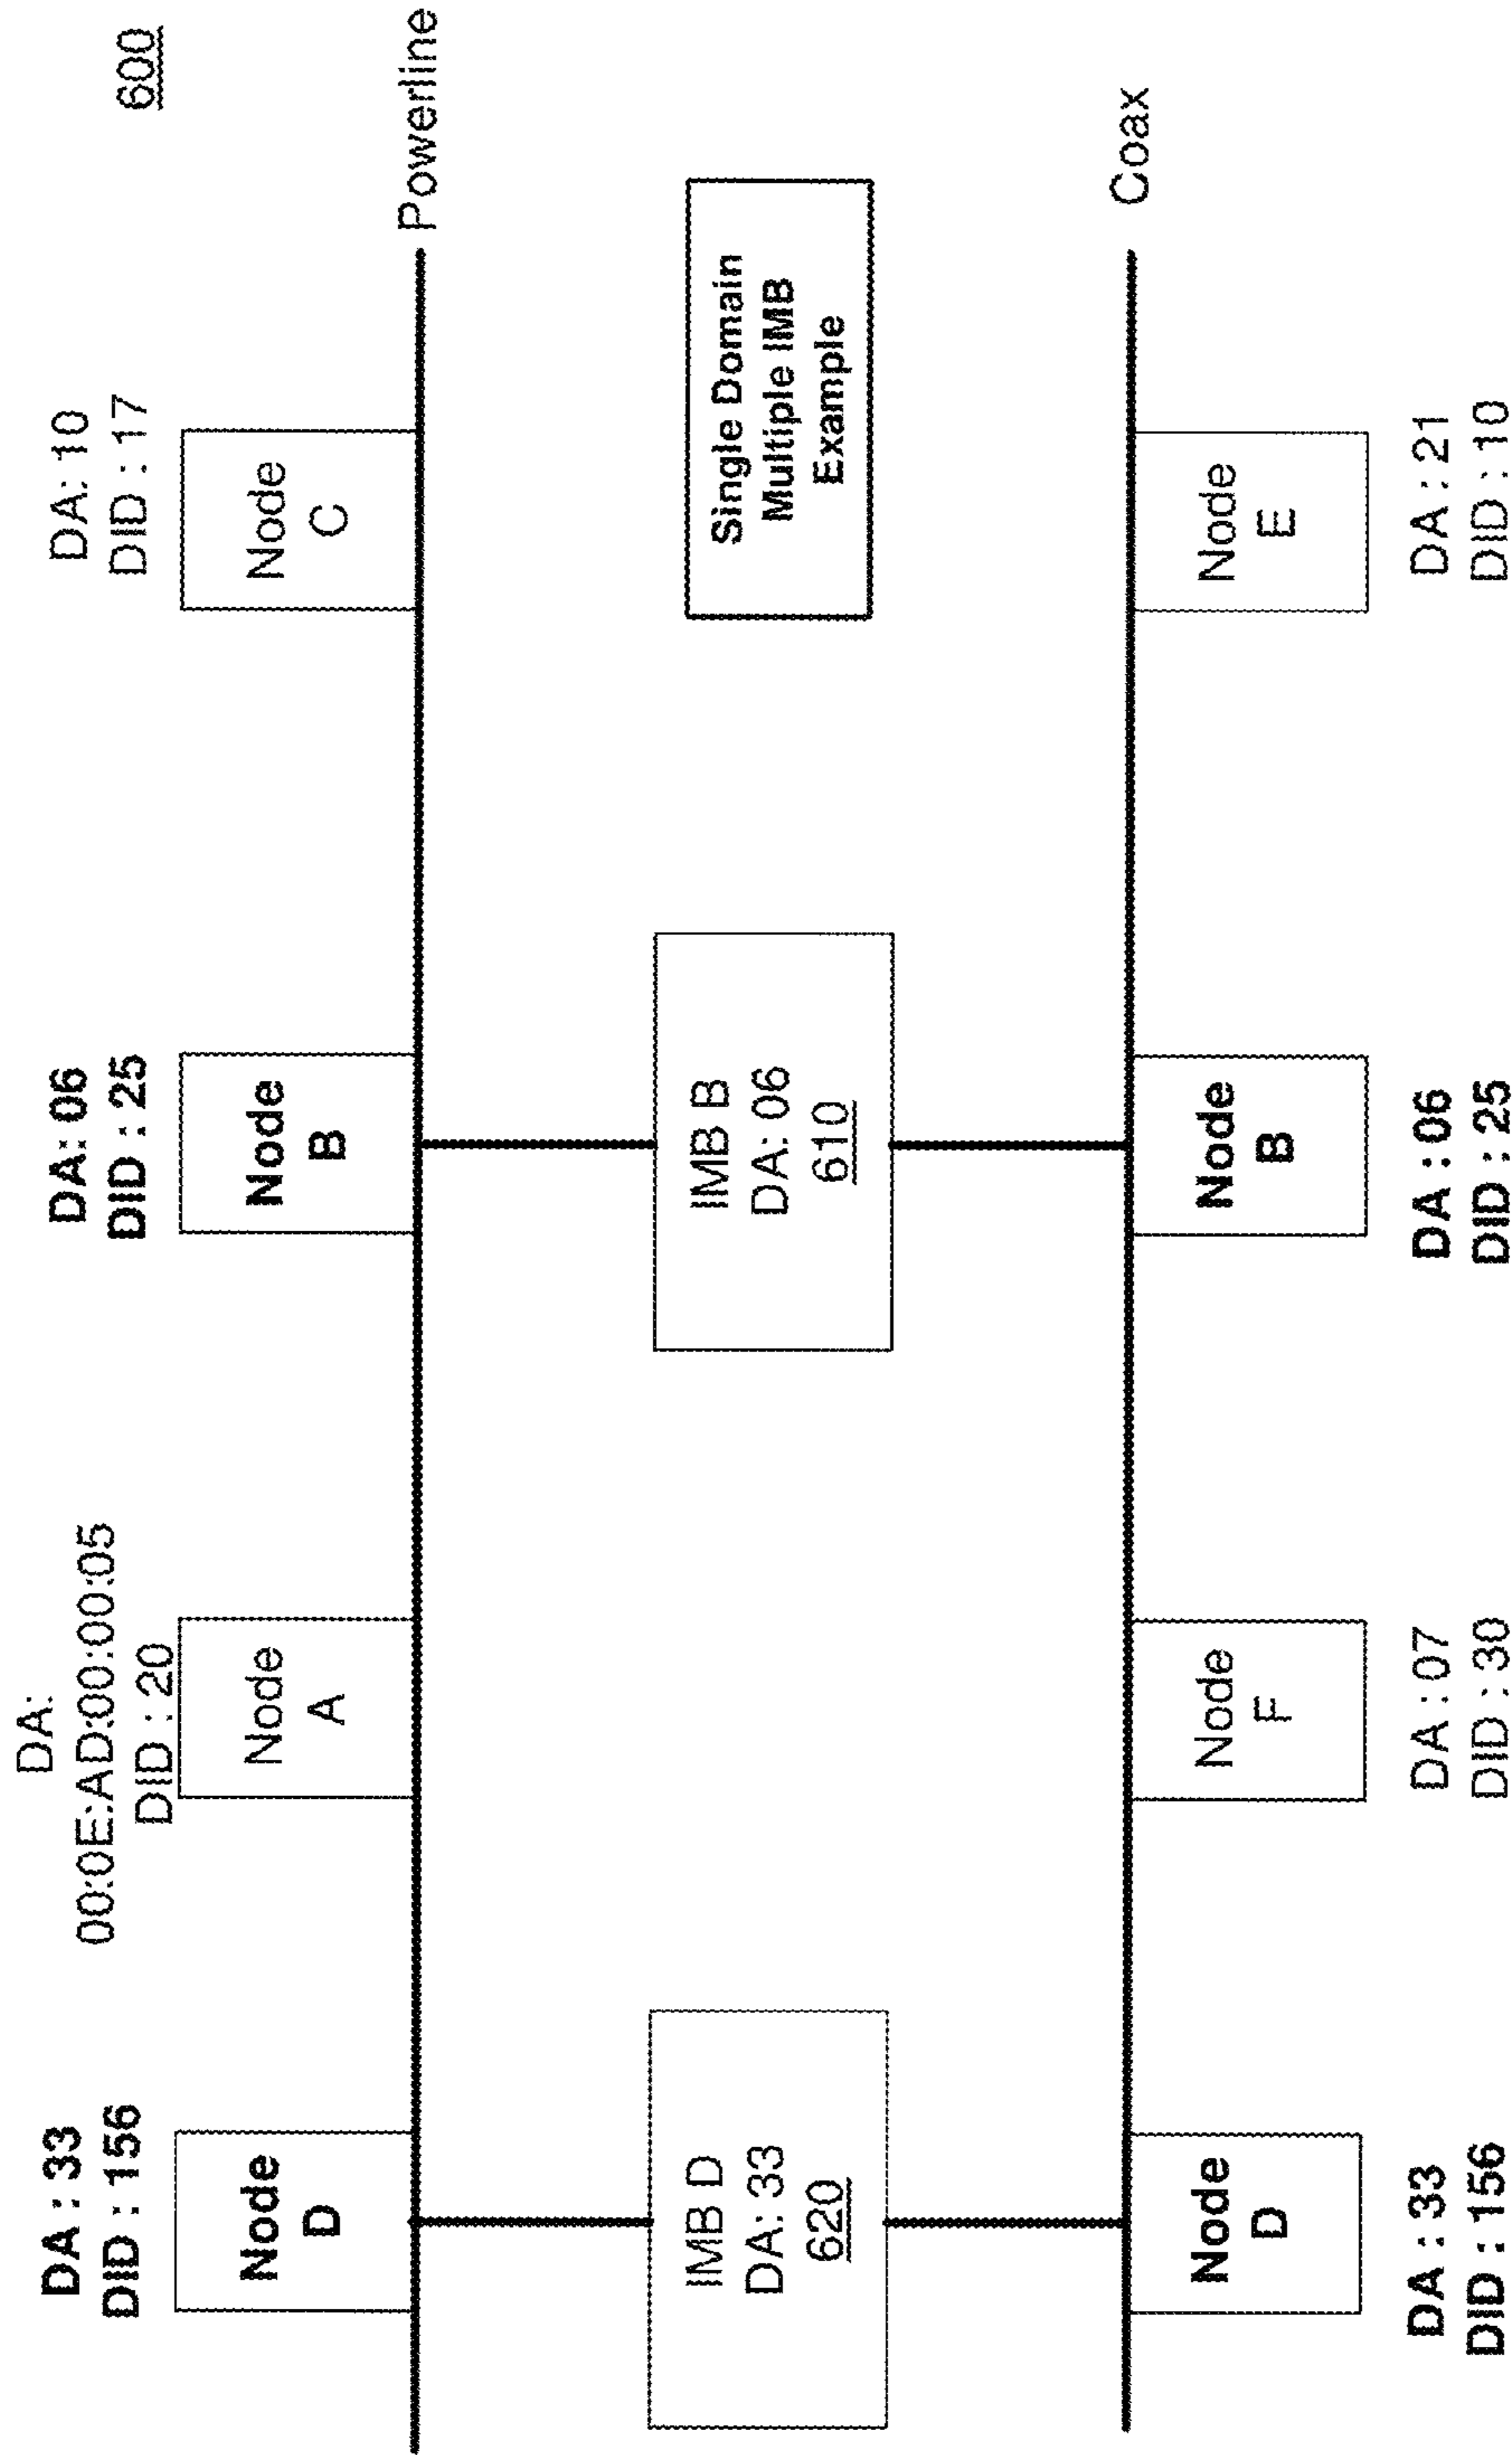 600
DA : 33
DID : 156
DA:
00:0E:AD:00:00:05
DID : 20
DA: 06
DID : 25
DA: 10
DID : 17
Node
D
Node
A
Node
B
Node
C
Powerline
IMB D
DA: 33
620
IMB B
DA: 06
610
Single Domain
Multiple IMB
Example
Coax
Node
D
Node
F
Node
B
Node
E
DA : 33
DID : 156
DA : 07
DID : 30
DA : 06
DID : 25
DA : 21
DID : 10